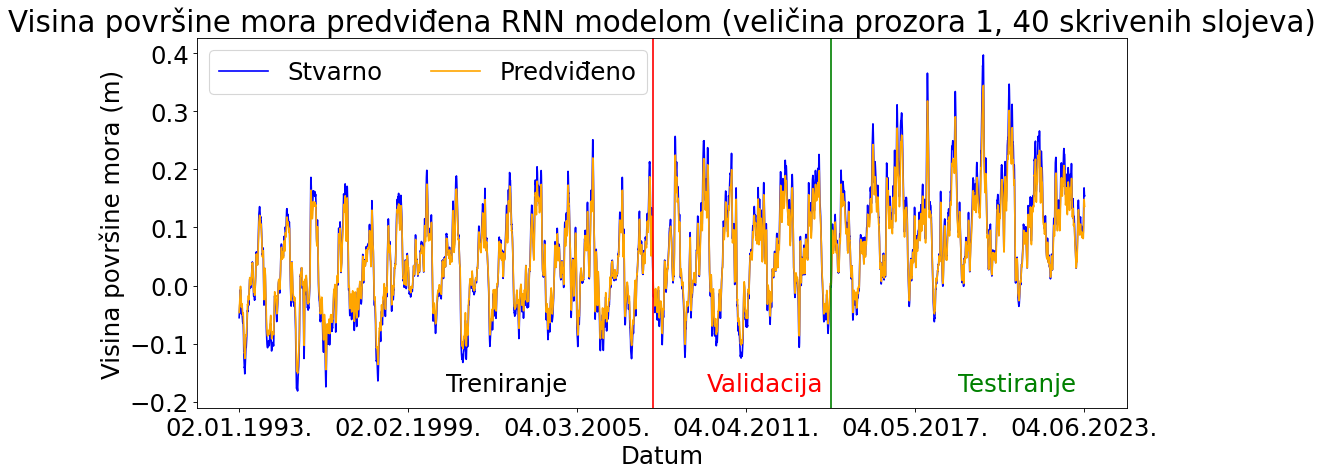 Visina površine mora predviđena RNN modelom (veličina prozora 1, 40 skrivenih slojeva)
Stvarno Predviđeno
Visina površine mora (m)
0.4
0.3
0.2
0.1
0.0
−0.1
−0.2
Treniranje Validacija Testiranje
02.01.1993. 02.02.1999. 04.03.2005. 04.04.2011. 04.05.2017. 04.06.2023.
Datum